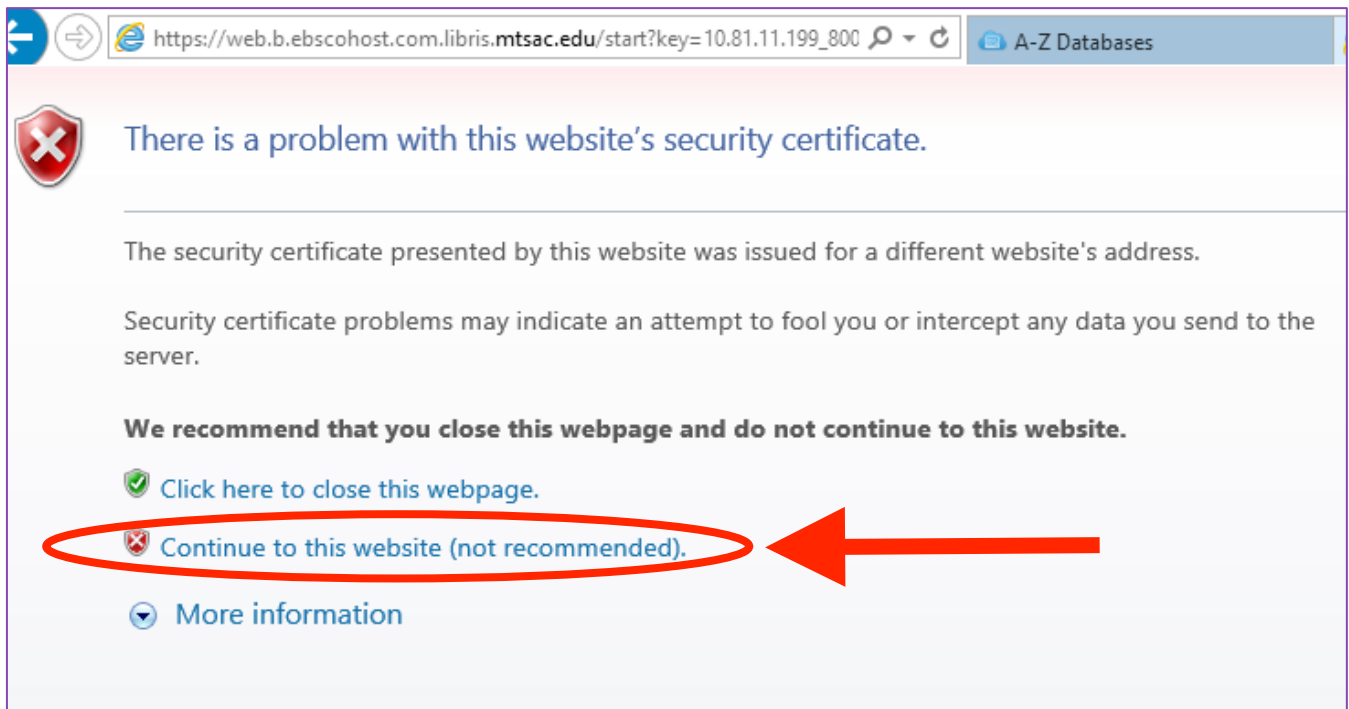 https://web.b.ebscohost.com.libris.mtsac.edu/start?key=10.81.11.199_800
A-Z Databases
There is a problem with this website's security certificate.
The security certificate presented by this website was issued for a different website's address.
Security certificate problems may indicate an attempt to fool you or intercept any data you send to the
server.
We recommend that you close this webpage and do not continue to this website.
Click here to close this webpage.
Continue to this website (not recommended).
More information